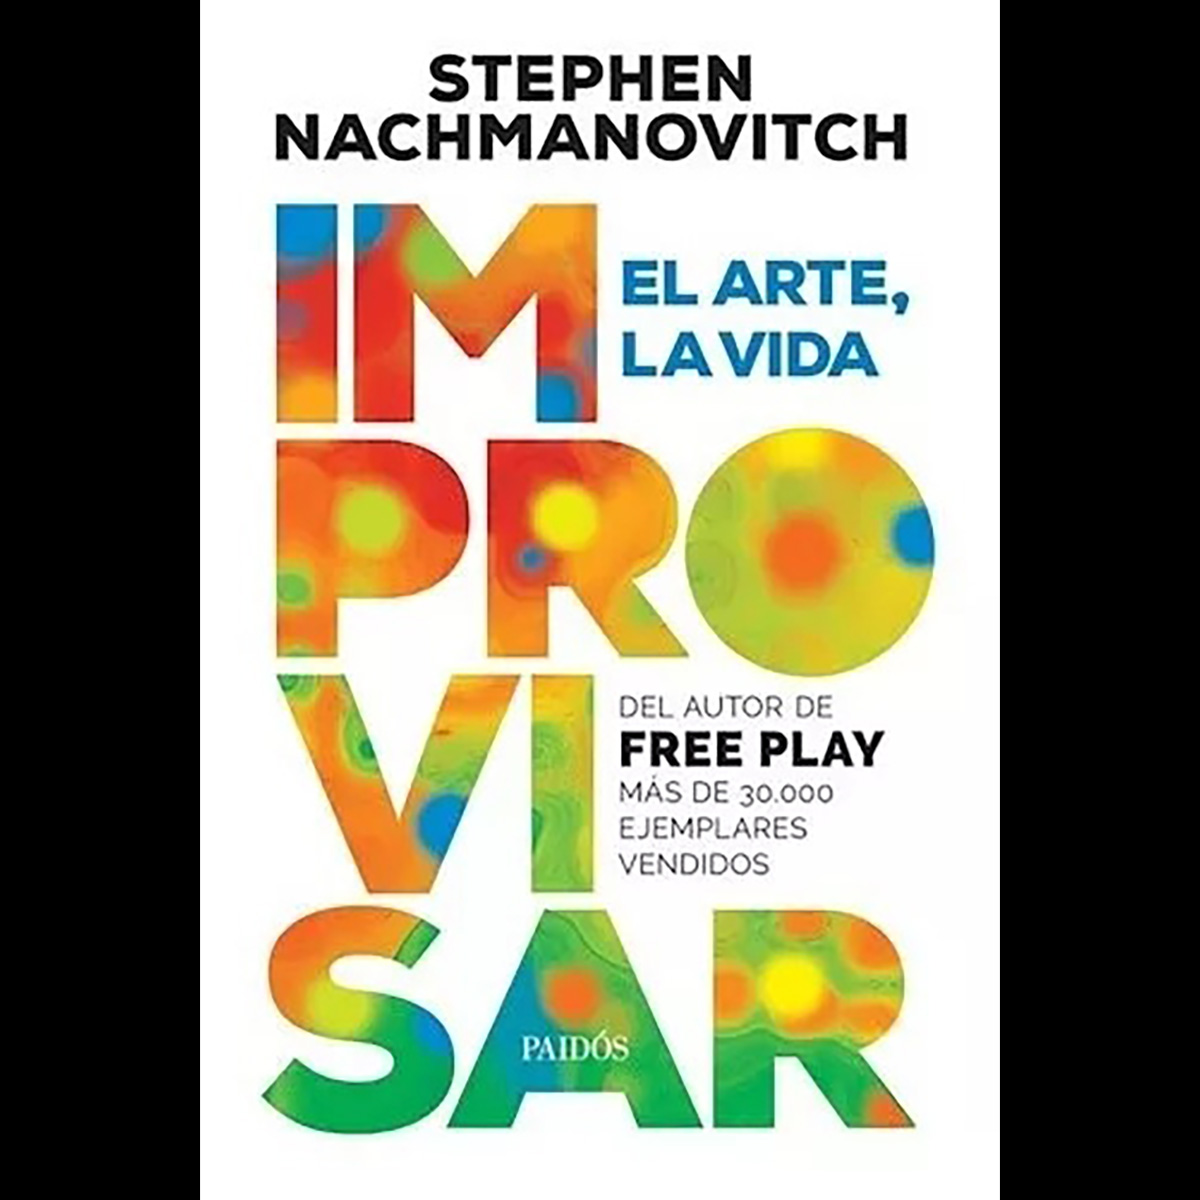 STEPHEN
NACHMANOVITCH
IM
EL ARTE,
LA VIDA
PRO
VI
DEL AUTOR DE
FREE PLAY
MÁS DE 30.000
EJEMPLARES
VENDIDOS
SAR
PAIDÓS